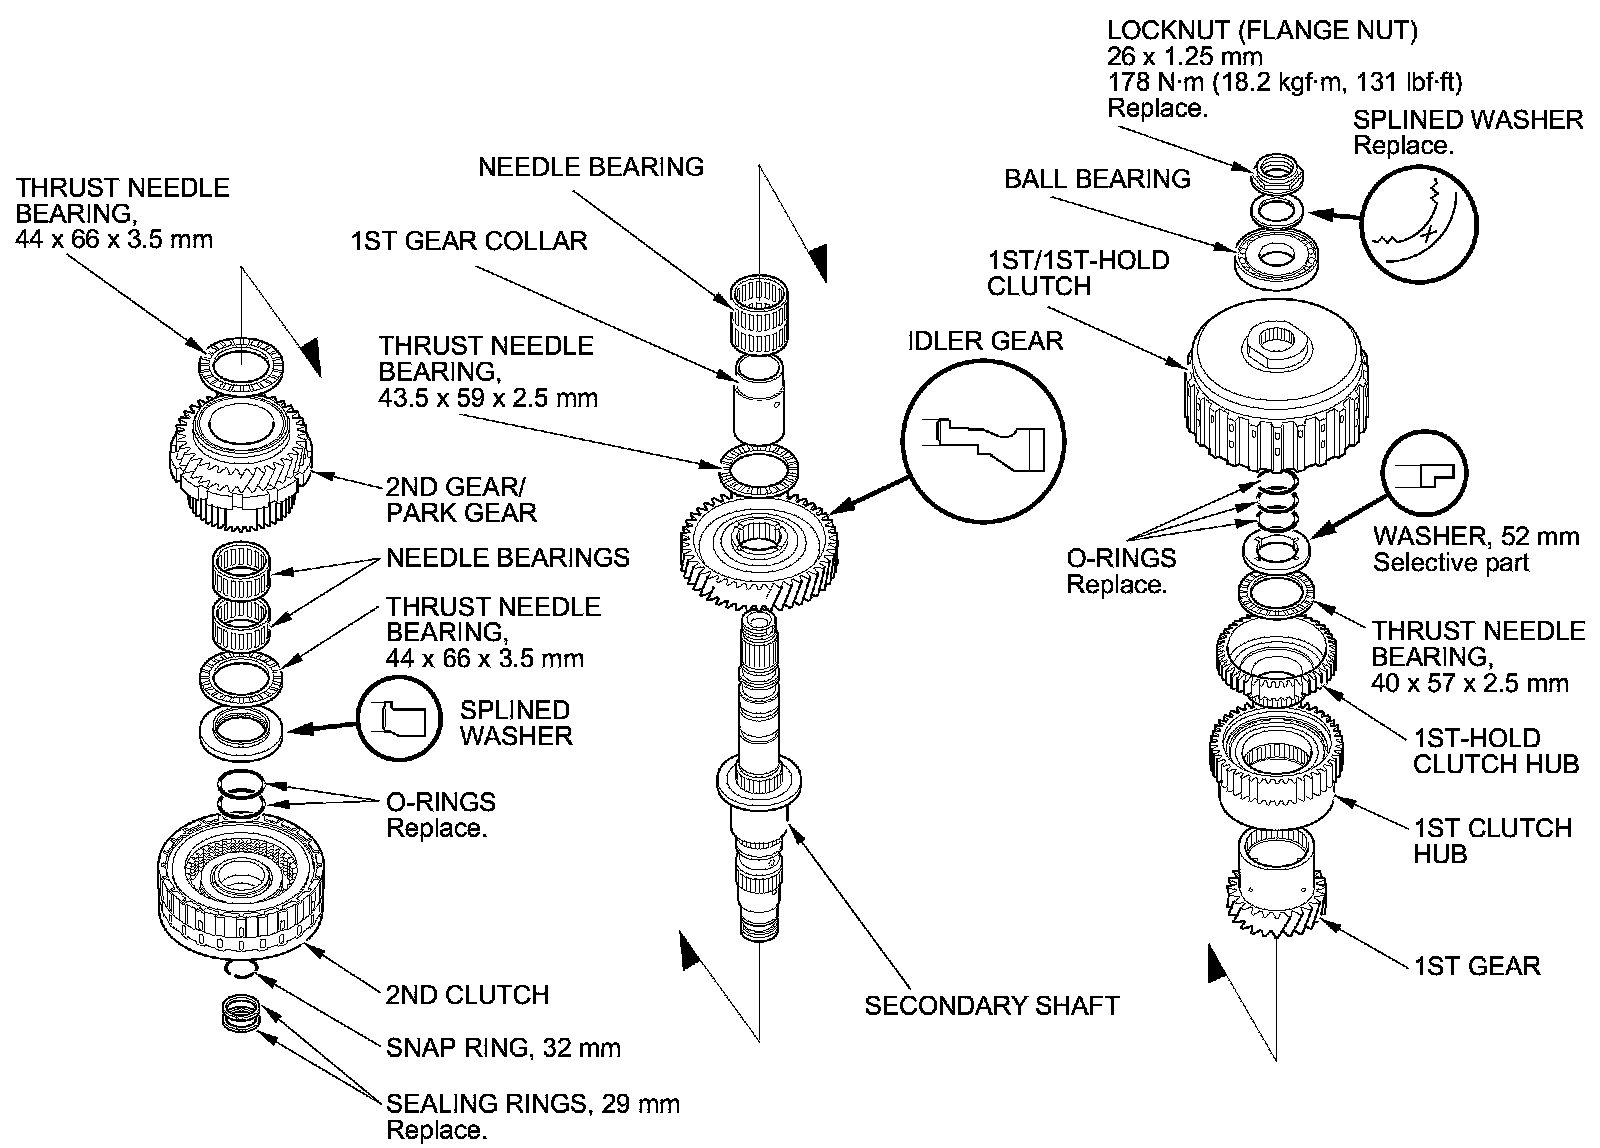 LOCKNUT (FLANGE NUT)
26 x 1.25 mm
178 N·m (18.2 kgf·m, 131 lbf·ft)
Replace.
SPLINED WASHER
Replace.
BALL BEARING
1ST/1ST-HOLD
CLUTCH
NEEDLE BEARING
THRUST NEEDLE
BEARING,
44 x 66 x 3.5 mm
1ST GEAR COLLAR
THRUST NEEDLE
BEARING,
43.5 x 59 x 2.5 mm
IDLER GEAR
2ND GEAR/
PARK GEAR
NEEDLE BEARINGS
THRUST NEEDLE
BEARING,
44 x 66 x 3.5 mm
SPLINED
WASHER
O-RINGS
Replace.
2ND CLUTCH
SNAP RING, 32 mm
SEALING RINGS, 29 mm
Replace.
SECONDARY SHAFT
O-RINGS
Replace.
WASHER, 52 mm
Selective part
THRUST NEEDLE
BEARING,
40 x 57 x 2.5 mm
1ST-HOLD
CLUTCH HUB
1ST CLUTCH
HUB
1ST GEAR